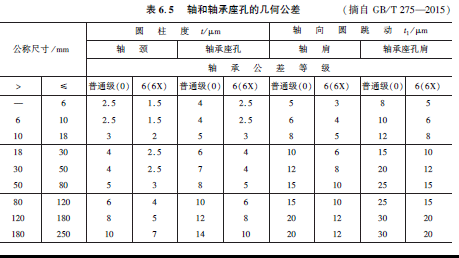 表 6.5 轴和轴承座孔的几何公差 (摘自 GB/T 275—2015)
公称尺寸/mm 圆 柱 度 t/μm 轴 向 圆 跳 动 t₁/μm
轴 颈 轴承座孔 轴 肩 轴承座孔肩
轴 承 公 差 等 级
> ≤ 普通级(0) 6(6X) 普通级(0) 6(6X) 普通级(0) 6(6X) 普通级(0) 6(6X)
— 6 2.5 1.5 4 2.5 5 3 8 5
6 10 2.5 1.5 4 2.5 6 4 10 6
10 18 3 2 5 3 8 5 12 8
18 30 4 2.5 6 4 10 6 15 10
30 50 4 2.5 7 4 12 8 20 12
50 80 5 3 8 5 15 10 25 15
80 120 6 4 10 6 15 10 25 15
120 180 8 5 12 8 20 12 30 20
180 250 10 7 14 10 20 12 30 20